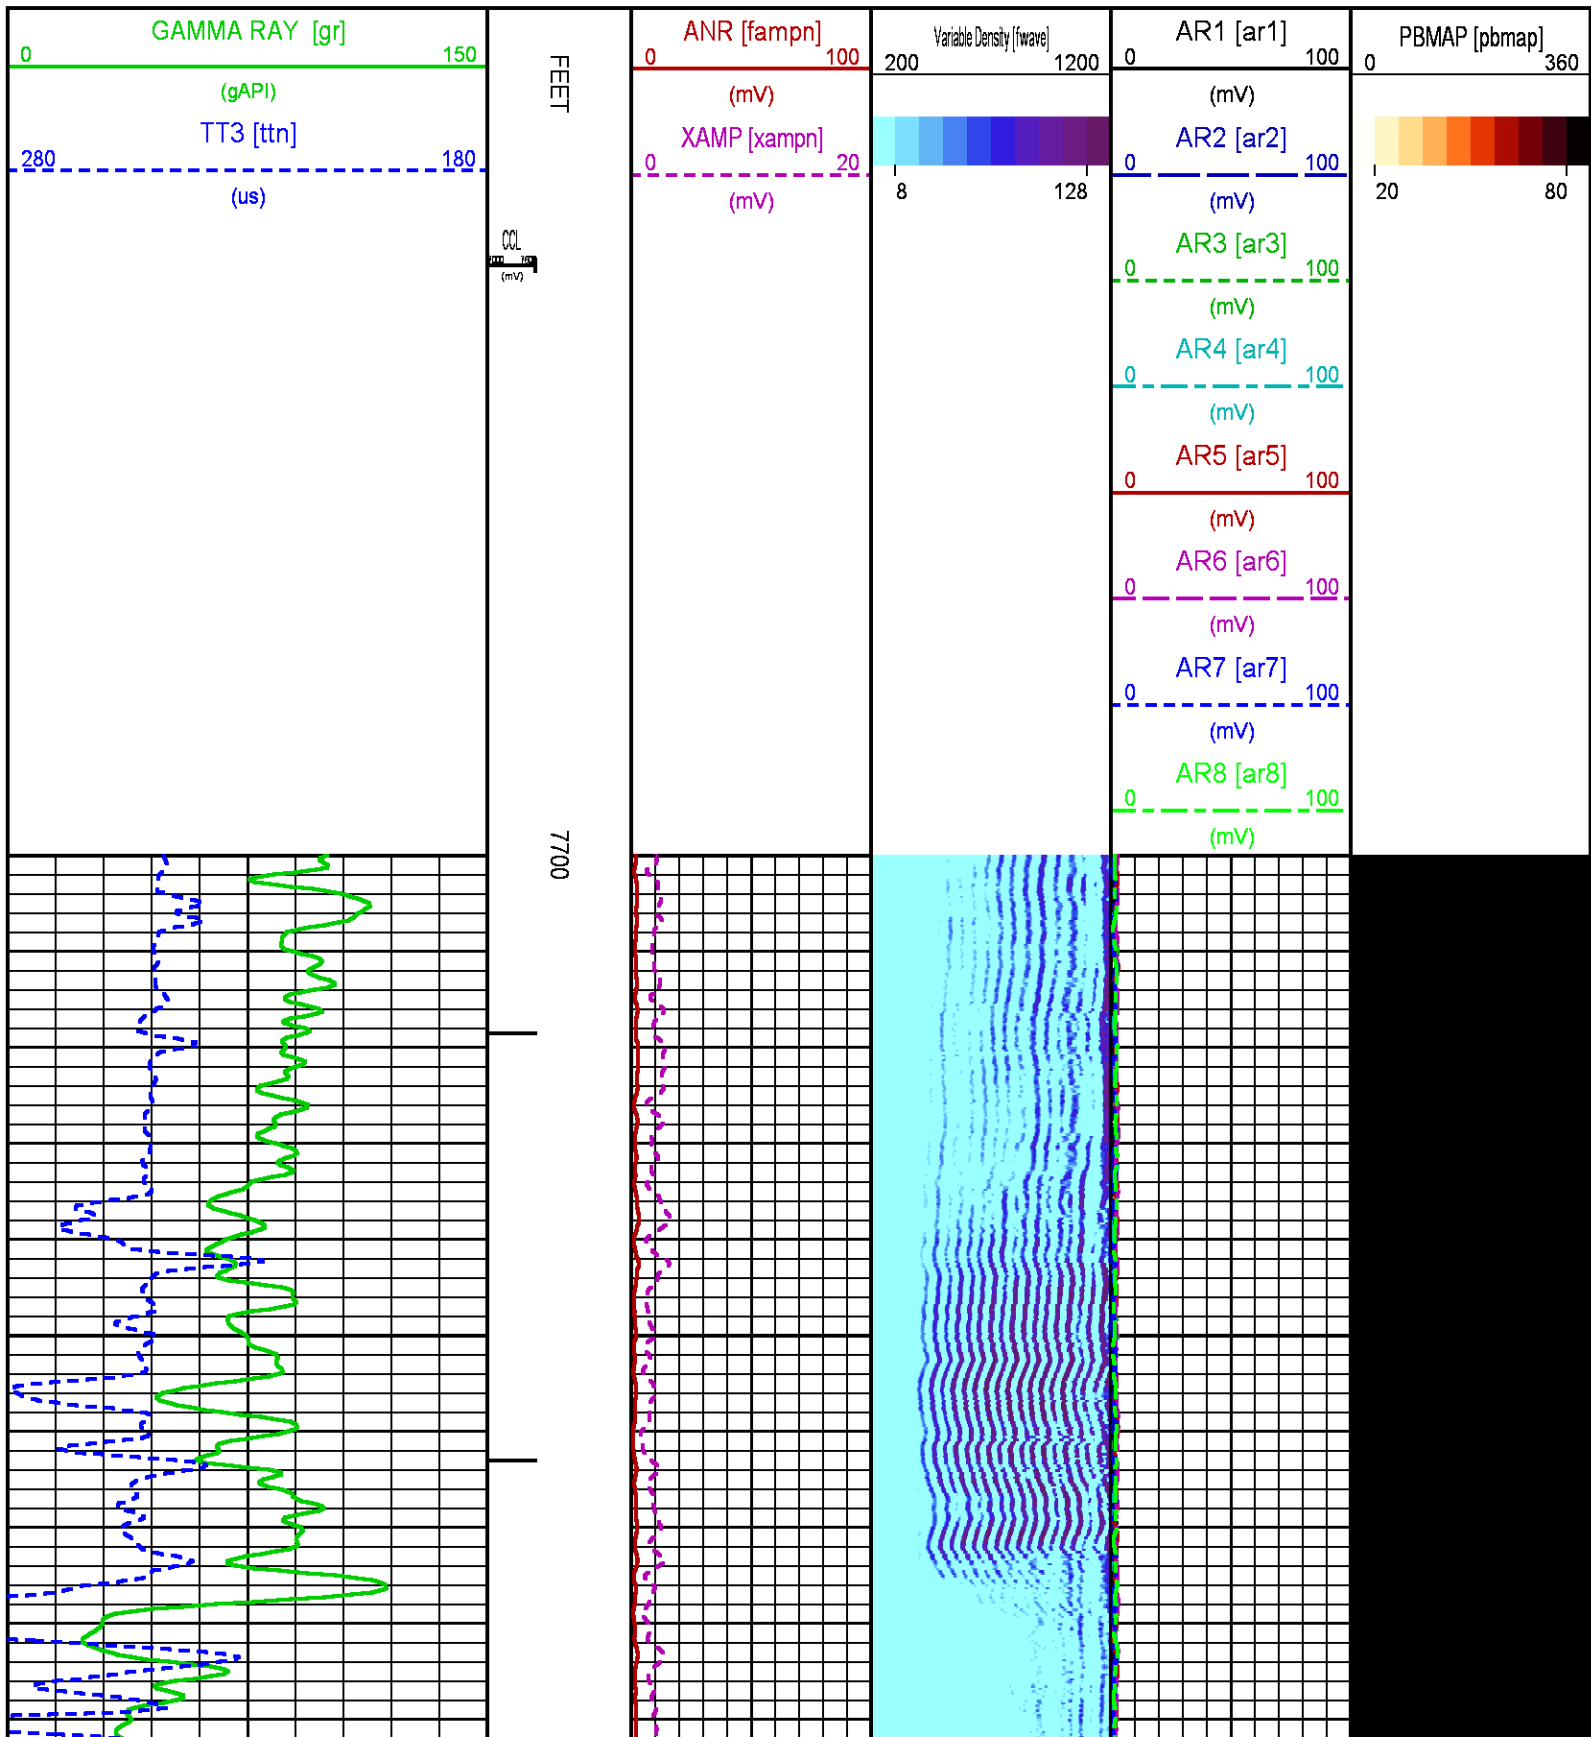 GAMMA RAY [gr]
0 150
(gAPI)
TT3 [ttn]
280 180
(us)
CCL
(mV)
FEET
7700
ANR [fampn]
0 100
(mV)
XAMP [xampn]
0 20
(mV)
Variable Density [fwave]
200 1200
8 128
AR1 [ar1]
0 100
(mV)
AR2 [ar2]
0 100
(mV)
AR3 [ar3]
0 100
(mV)
AR4 [ar4]
0 100
(mV)
AR5 [ar5]
0 100
(mV)
AR6 [ar6]
0 100
(mV)
AR7 [ar7]
0 100
(mV)
AR8 [ar8]
0 100
(mV)
PBMAP [pbmap]
0 360
20 80